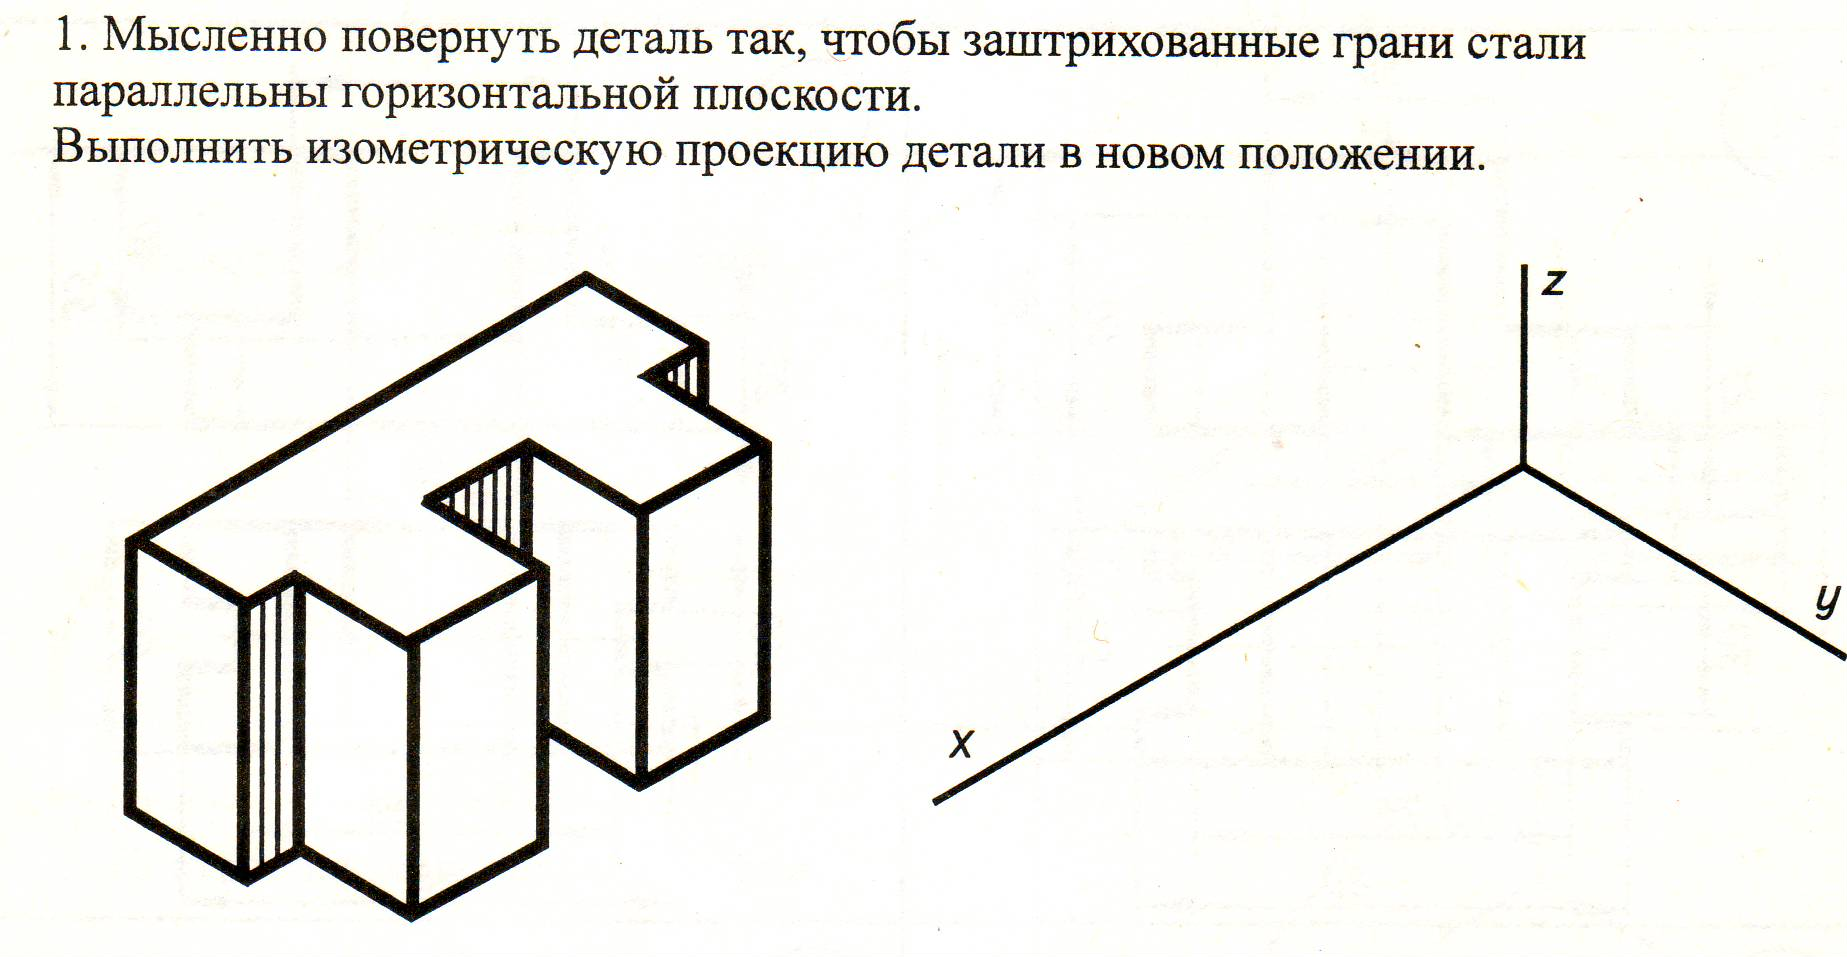 1. Мысленно повернуть деталь так, чтобы заштрихованные грани стали
параллельны горизонтальной плоскости.
Выполнить изометрическую проекцию детали в новом положении.
z
y
x